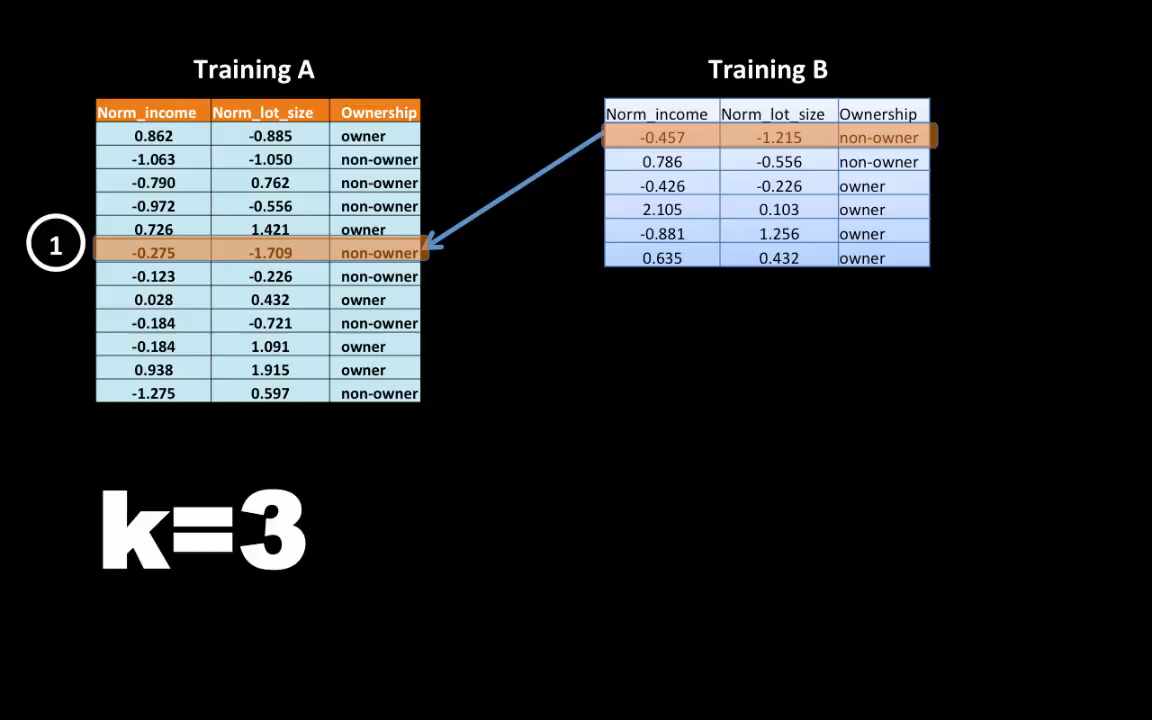 Training A
Norm_income Norm_lot_size Ownership
0.862 -0.885 owner
-1.063 -1.050 non-owner
-0.790 0.762 non-owner
-0.972 -0.556 non-owner
0.726 1.421 owner
1
-0.275 -1.709 non-owner
-0.123 -0.226 non-owner
0.028 0.432 owner
-0.184 -0.721 non-owner
-0.184 1.091 owner
0.938 1.915 owner
-1.275 0.597 non-owner
Training B
Norm_income Norm_lot_size Ownership
-0.457 -1.215 non-owner
0.786 -0.556 non-owner
-0.426 -0.226 owner
2.105 0.103 owner
-0.881 1.256 owner
0.635 0.432 owner
k=3